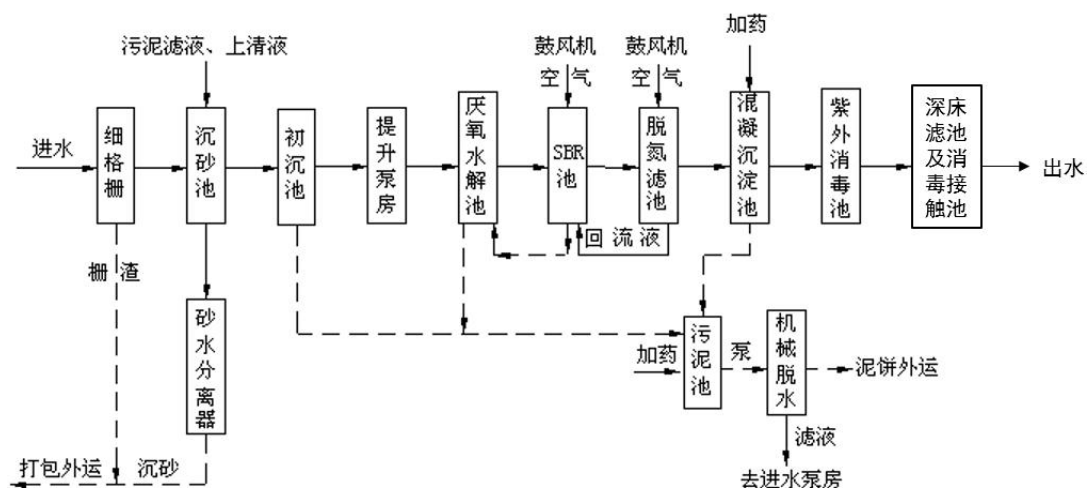 污泥滤液、上清液
鼓风机
空气
鼓风机
空气
加药
进水
细格栅
沉砂池
初沉池
提升泵房
厌氧水解池
SBR
池
脱氮滤池
混凝沉淀池
紫外消毒池
深床
滤池
及消
毒接
触池
出水
回流液
栅渣
砂水分离器
加药
污泥池
泵
机械脱水
泥饼外运
滤液
去进水泵房
打包外运
沉砂